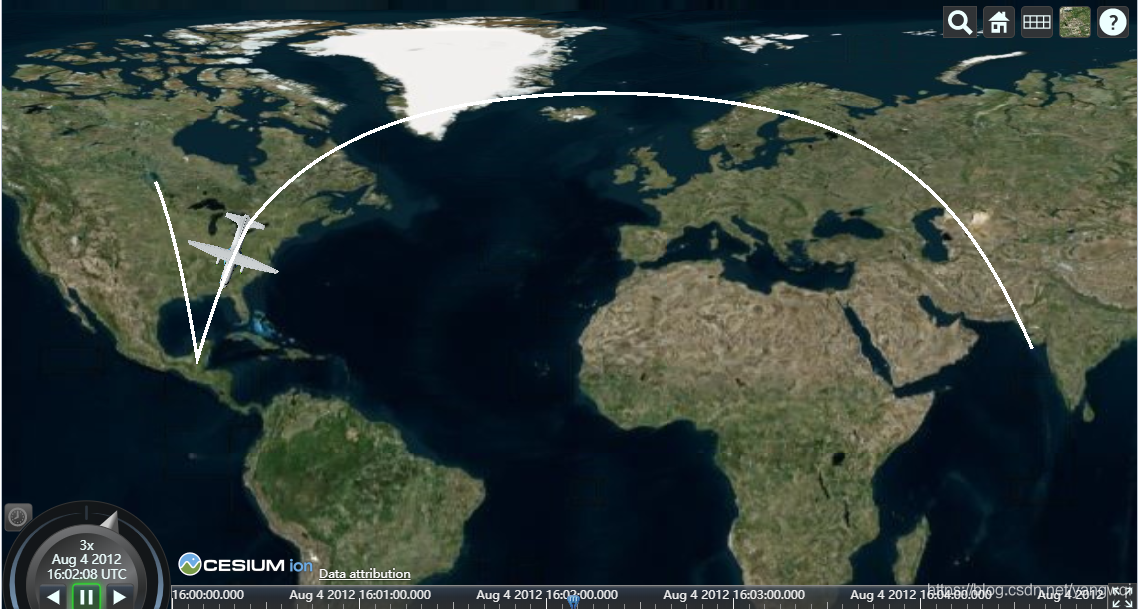 ?
3x
Aug 4 2012
16:02:08 UTC
CESIUM ion
Data attribution
16:00:00.000
Aug 4 2012 16:01:00.000
Aug 4 2012 16:02:00.000
Aug 4 2012 16:03:00.000
Aug 4 2012 16:04:00.000
Aug 4 2012